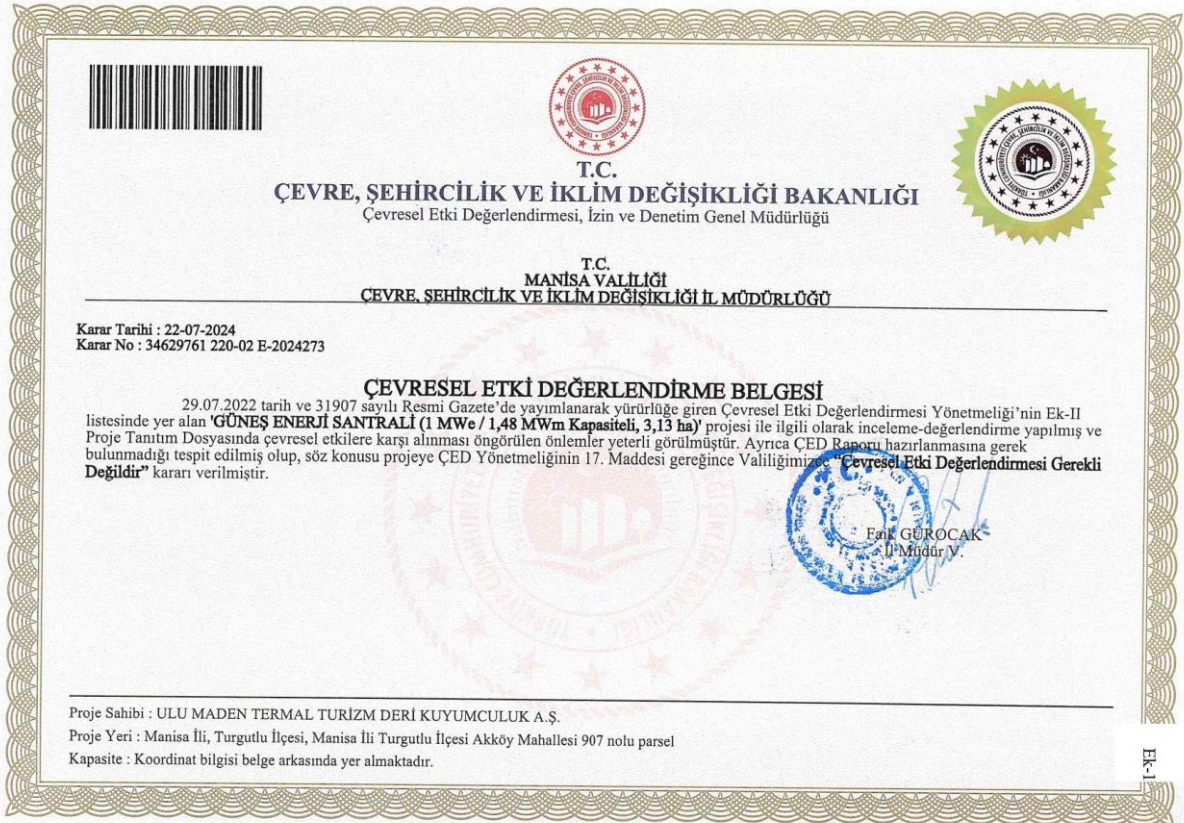 T.C.
ÇEVRE, ŞEHİRCİLİK VE İKLİM DEĞİŞİKLİĞİ BAKANLIĞI
Çevresel Etki Değerlendirmesi, İzin ve Denetim Genel Müdürlüğü
T.C.
MANİSA VALİLİĞİ
ÇEVRE, ŞEHİRCİLİK VE İKLİM DEĞİŞİKLİĞİ İL MÜDÜRLÜĞÜ
Karar Tarihi : 22-07-2024
Karar No : 34629761 220-02 E-2024273
ÇEVRESEL ETKİ DEĞERLENDİRME BELGESİ
29.07.2022 tarih ve 31907 sayılı Resmi Gazete’de yayımlanarak yürürlüğe giren Çevresel Etki Değerlendirmesi Yönetmeliği’nin Ek-II
listesinde yer alan 'GÜNEŞ ENERJİ SANTRALİ (1 MWe / 1,48 MWm Kapasiteli, 3,13 ha)' projesi ile ilgili olarak inceleme-değerlendirme yapılmış ve
Proje Tanıtım Dosyasında çevresel etkilere karşı alınması öngörülen önlemler yeterli görülmüştür. Ayrıca ÇED Raporu hazırlanmasına gerek
bulunmadığı tespit edilmiş olup, söz konusu projeye ÇED Yönetmeliğinin 17. Maddesi gereğince Valiliğimizce “Çevresel Etki Değerlendirmesi Gerekli
Değildir” kararı verilmiştir.
Faik GÜROCAK
İl Müdür V.
Proje Sahibi : ULU MADEN TERMAL TURİZM DERİ KUYUMCULUK A.Ş.
Proje Yeri : Manisa İli, Turgutlu İlçesi, Manisa İli Turgutlu İlçesi Akköy Mahallesi 907 nolu parsel
Kapasite : Koordinat bilgisi belge arkasında yer almaktadır.
Ek-1